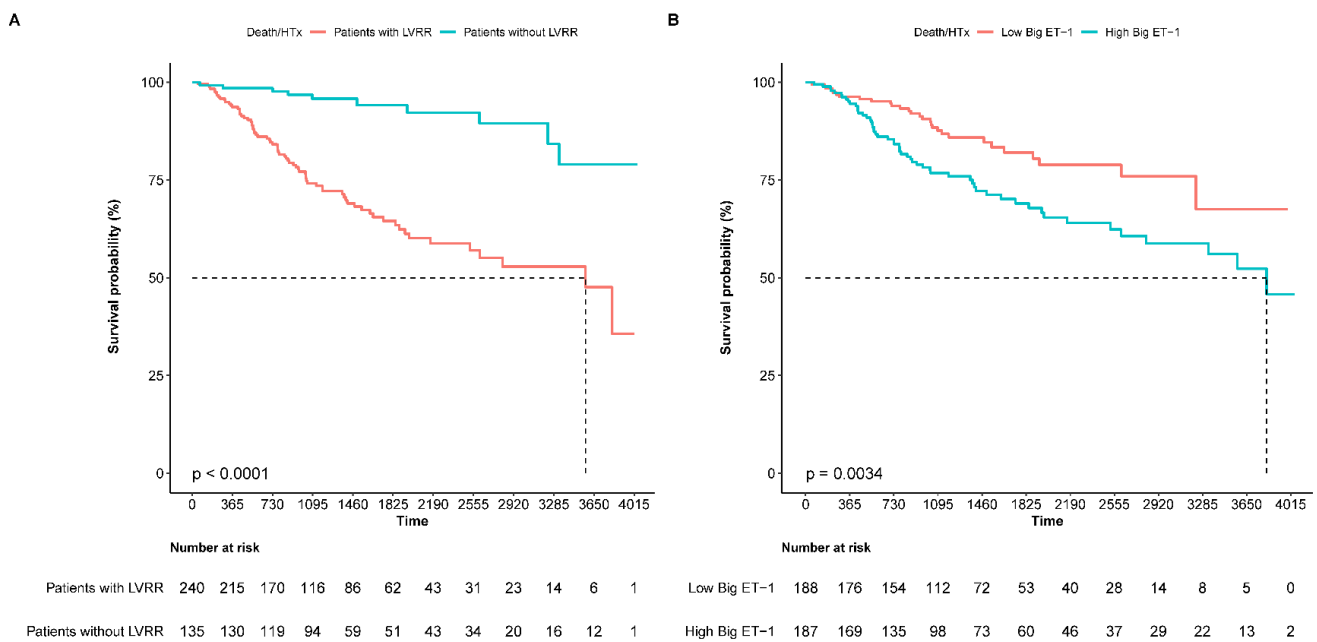 A
Death/HTx Patients with LVRR Patients without LVRR
100
75
50
25
0
Survival probability (%)
p < 0.0001
0 365 730 1095 1460 1825 2190 2555 2920 3285 3650 4015
Time
Number at risk
Patients with LVRR 240 215 170 116 86 62 43 31 23 14 6 1
Patients without LVRR 135 130 119 94 59 51 43 34 20 16 12 1
B
Death/HTx Low Big ET−1 High Big ET−1
100
75
50
25
0
Survival probability (%)
p = 0.0034
0 365 730 1095 1460 1825 2190 2555 2920 3285 3650 4015
Time
Number at risk
Low Big ET−1 188 176 154 112 72 53 40 28 14 8 5 0
High Big ET−1 187 169 135 98 73 60 46 37 29 22 13 2